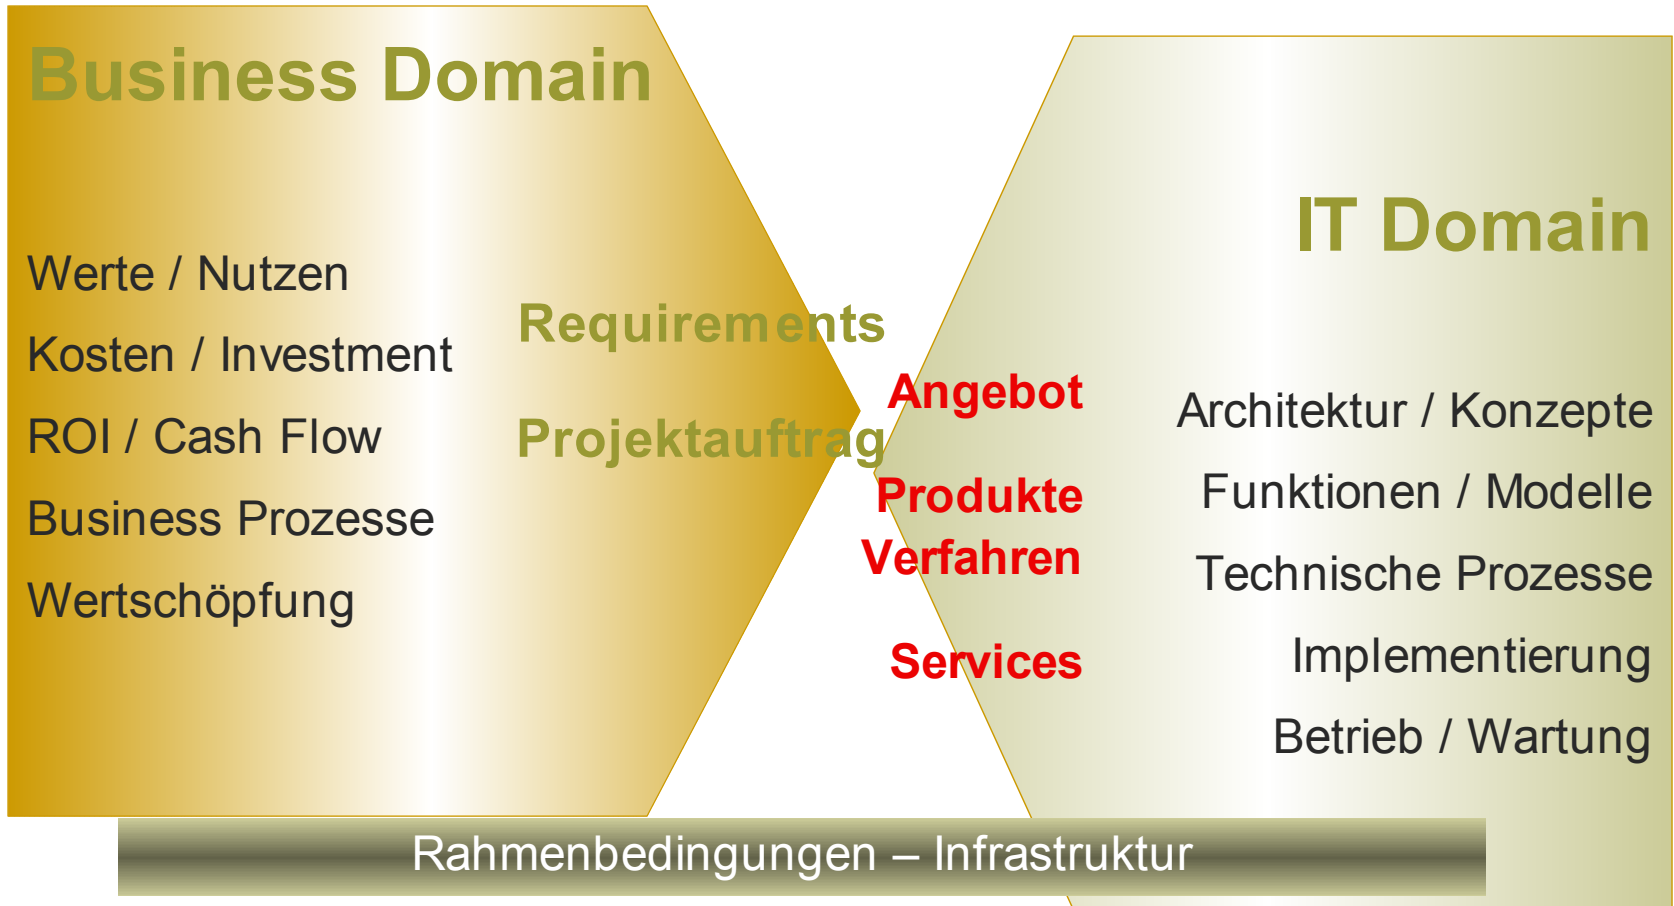 Business Domain
Werte / Nutzen
Kosten / Investment
ROI / Cash Flow
Business Prozesse
Wertschöpfung
Requirements
Projektauftrag
Angebot
Produkte
Verfahren
Services
IT Domain
Architektur / Konzepte
Funktionen / Modelle
Technische Prozesse
Implementierung
Betrieb / Wartung
Rahmenbedingungen – Infrastruktur